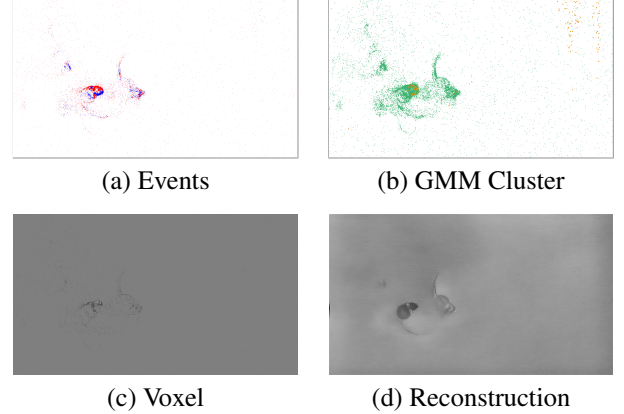 (a) Events
(b) GMM Cluster
(c) Voxel
(d) Reconstruction